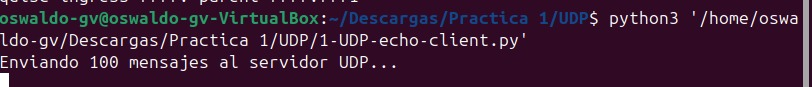 oswaldo-gv@oswaldo-gv-VirtualBox:~/Descargas/Practica 1/UDP$ python3 '/home/oswa
ldo-gv/Descargas/Practica 1/UDP/1-UDP-echo-client.py'
Enviando 100 mensajes al servidor UDP...